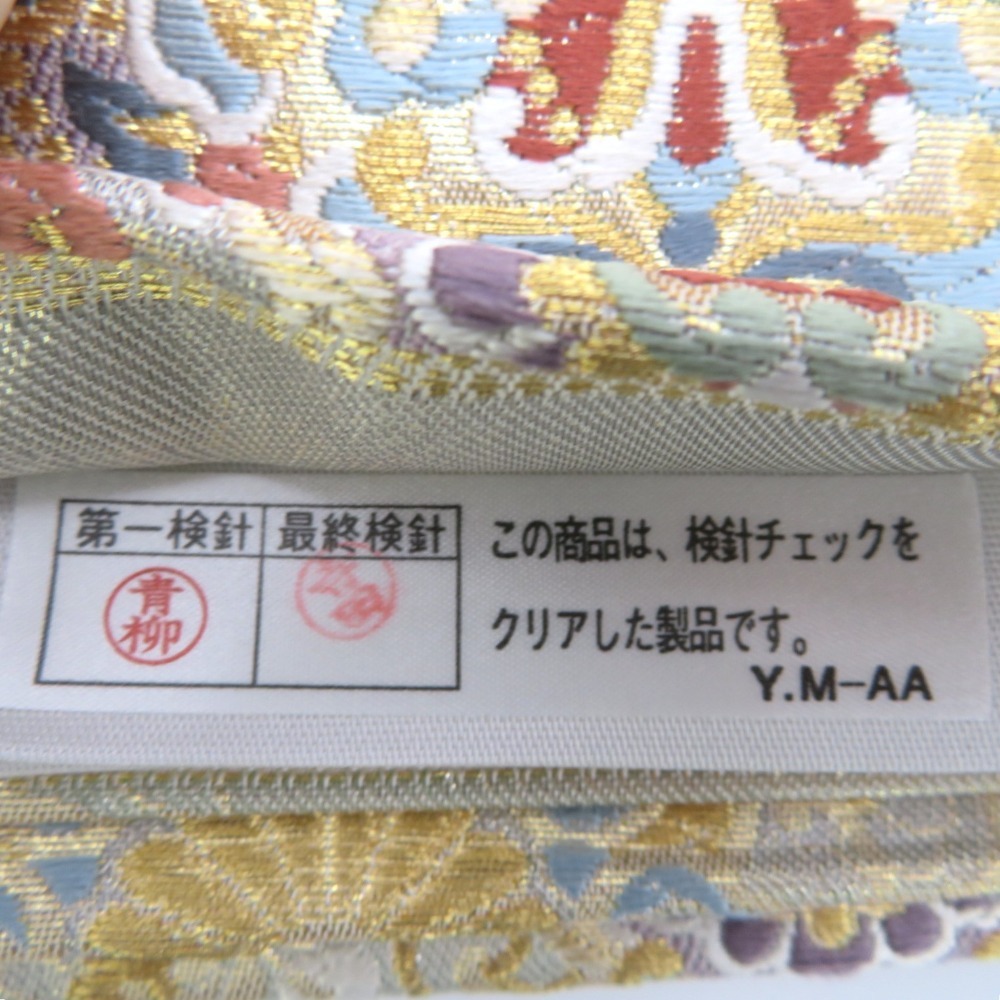 第一検針 最終検針
青柳
この商品は、検針チェックを
クリアした製品です。
Y.M-AA